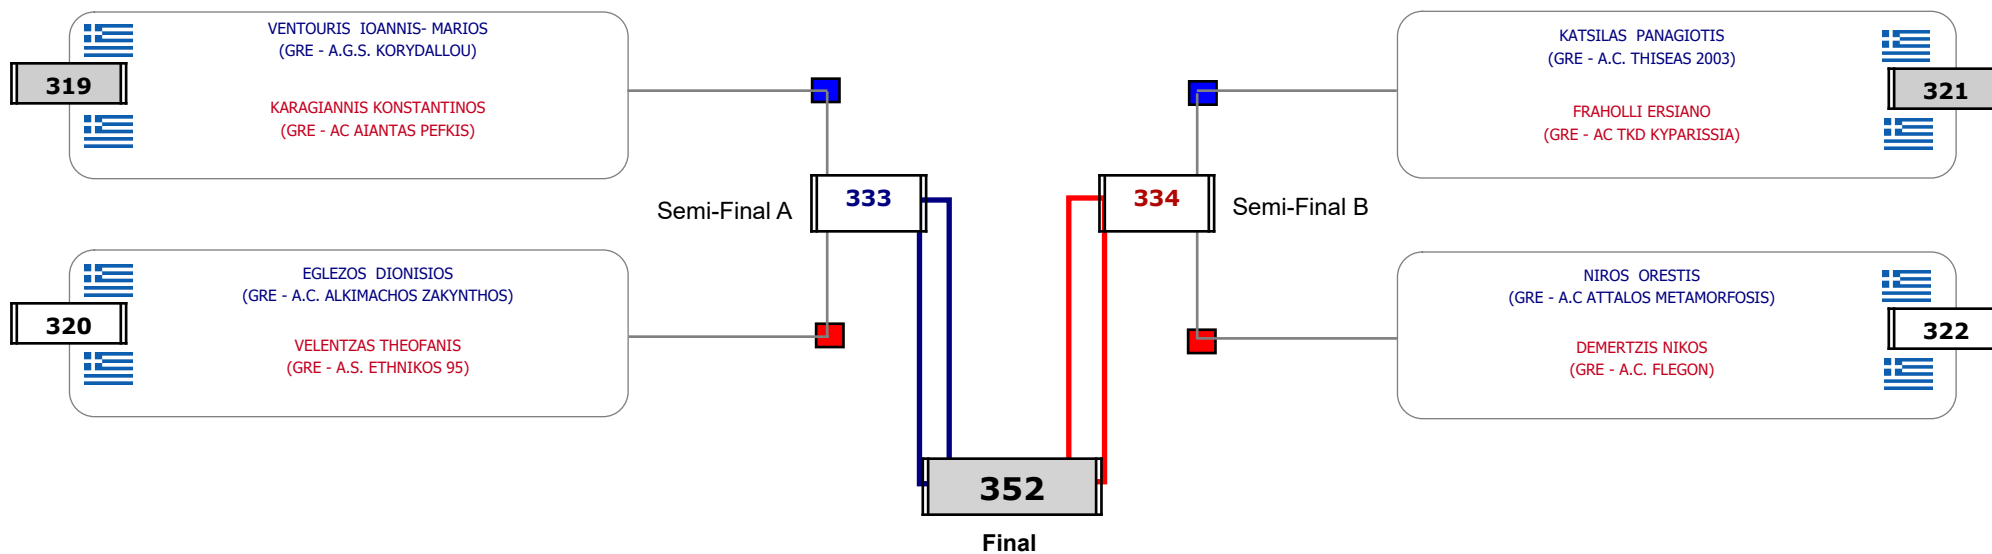 VENTOURIS IOANNIS- MARIOS
(GRE - A.G.S. KORYDALLOU)
319
KARAGIANNIS KONSTANTINOS
(GRE - AC AIANTAS PEFKIS)
EGLEZOS DIONISIOS
(GRE - A.C. ALKIMACHOS ZAKYNTHOS)
320
VELENTZAS THEOFANIS
(GRE - A.S. ETHNIKOS 95)
Semi-Final A
333
334
Semi-Final B
KATSILAS PANAGIOTIS
(GRE - A.C. THISEAS 2003)
321
FRAHOLLI ERSIANO
(GRE - AC TKD KYPARISSIA)
NIROS ORESTIS
(GRE - A.C ATTALOS METAMORFOSIS)
322
DEMERTZIS NIKOS
(GRE - A.C. FLEGON)
352
Final